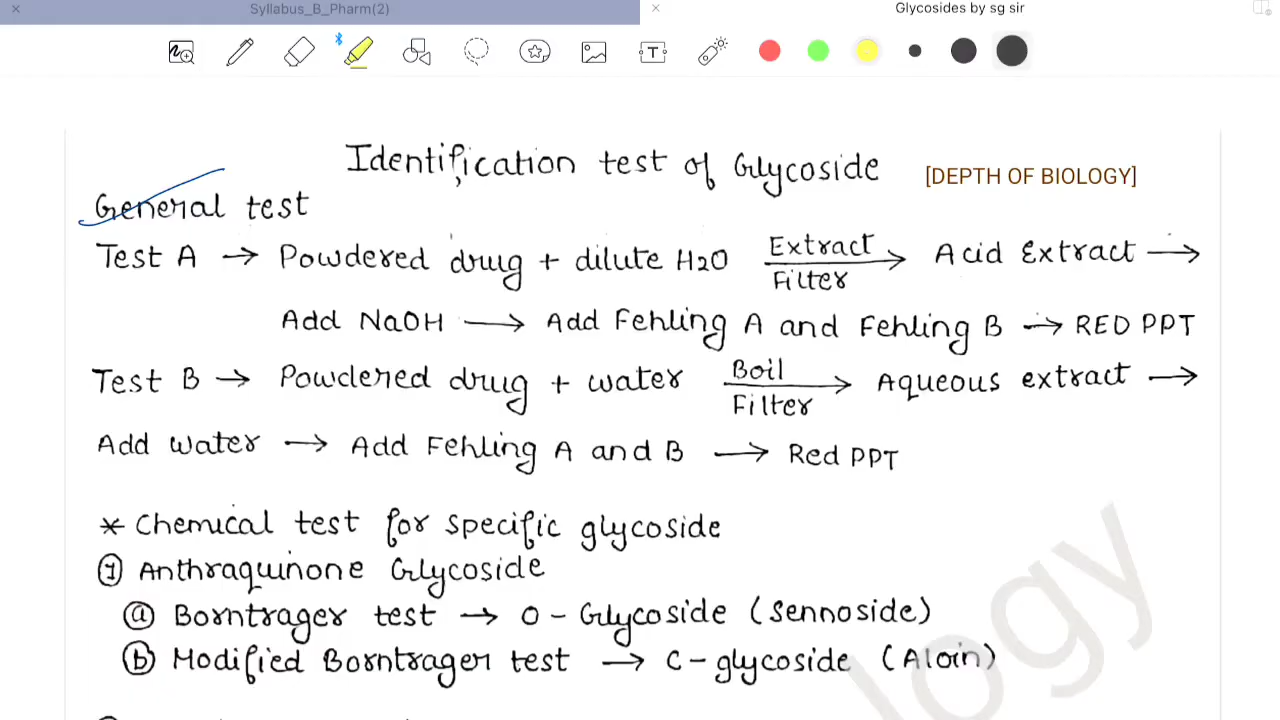 Syllabus_B_Pharm(2)
Glycosides by sg sir
Identification test of Glycoside [DEPTH OF BIOLOGY]
General test
Test A → Powdered drug + dilute H2O Extract Filter → Acid Extract →
Add NaOH → Add Fehling A and Fehling B → RED PPT
Test B → Powdered drug + water Boil Filter → Aqueous extract →
Add water → Add Fehling A and B → Red PPT
* Chemical test for specific glycoside
① Anthraquinone Glycoside
ⓐ Borntrager test → O - Glycoside (Sennoside)
ⓑ Modified Borntrager test → C - glycoside (Aloin)
logy